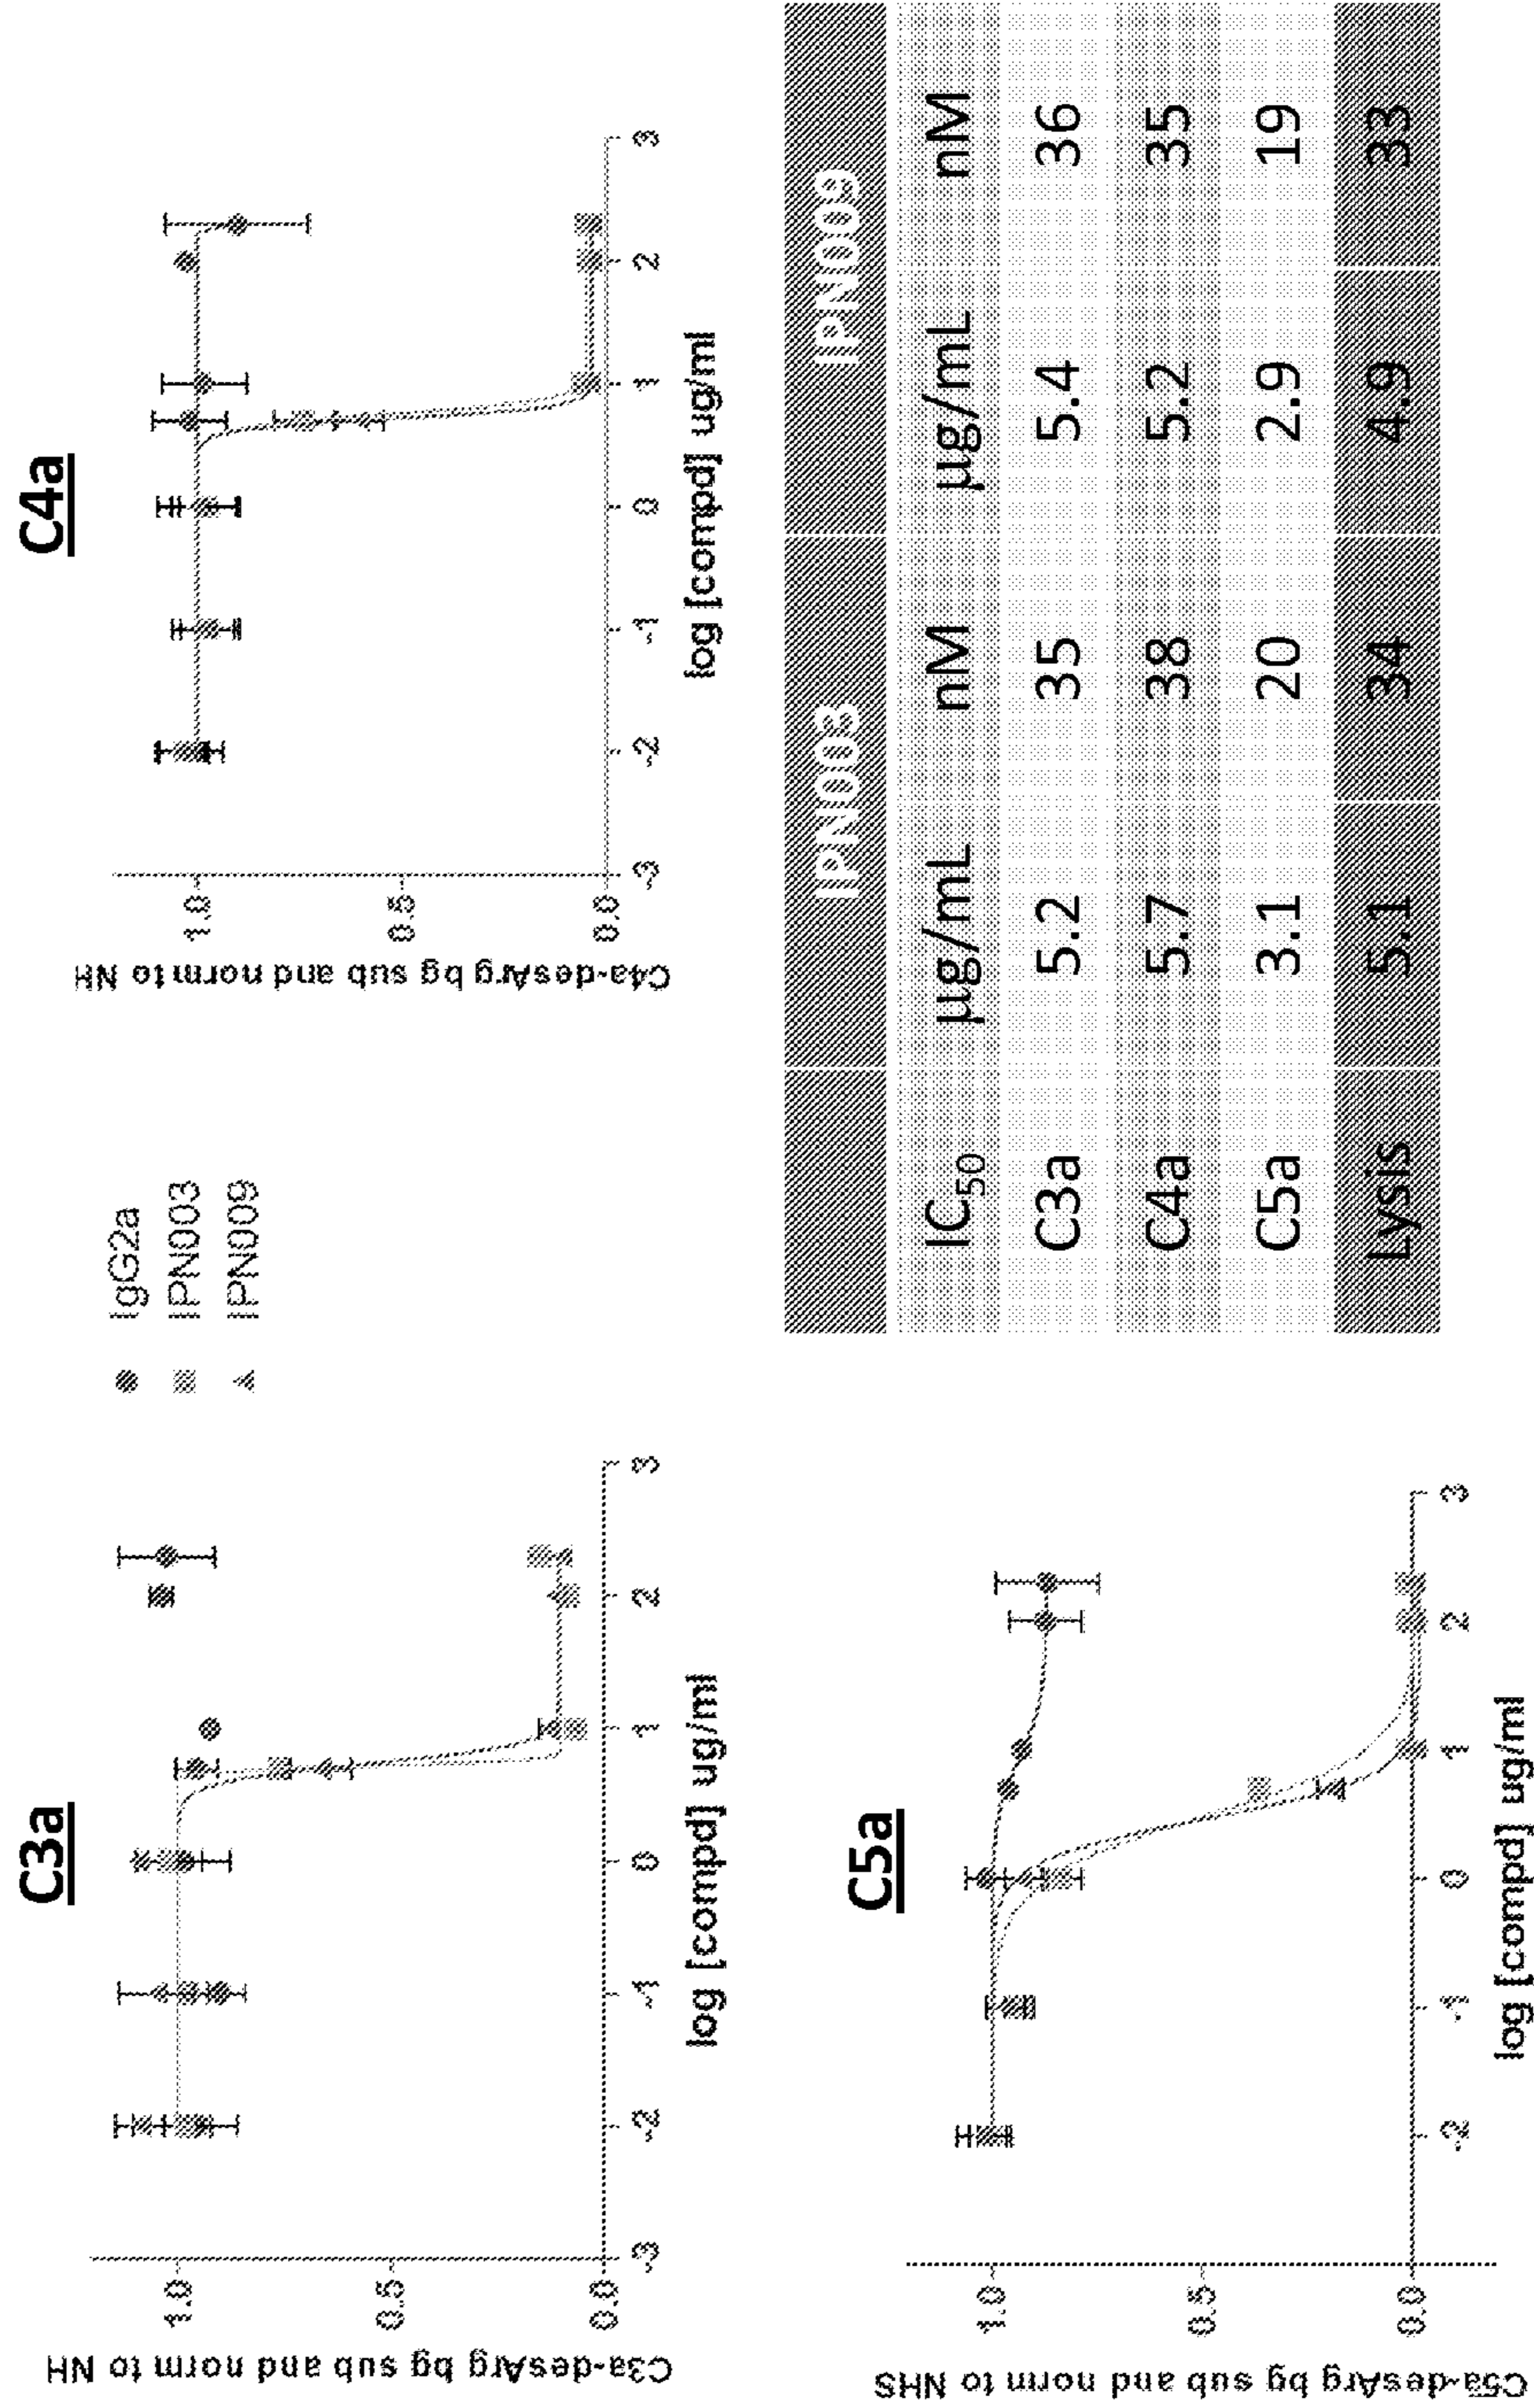 C3a
C3a-desArg bg sub and norm to NH
1.0
0.5
0.0
-3 -2 -1 0 1 2 3
log [compd] ug/ml
IgG2a
IPN003
IPN009
C4a
C4a-desArg bg sub and norm to NH
1.0
0.5
0.0
-3 -2 -1 0 1 2 3
log [compd] ug/ml
C5a
C5a-desArg bg sub and norm to NHS
1.0
0.5
0.0
-2 -1 0 1 2 3
log [compd] ug/ml
IPN003 IPN009
IC50 µg/mL nM µg/mL nM
C3a 5.2 35 5.4 36
C4a 5.7 38 5.2 35
C5a 3.1 20 2.9 19
Lysis 5.1 34 4.9 33